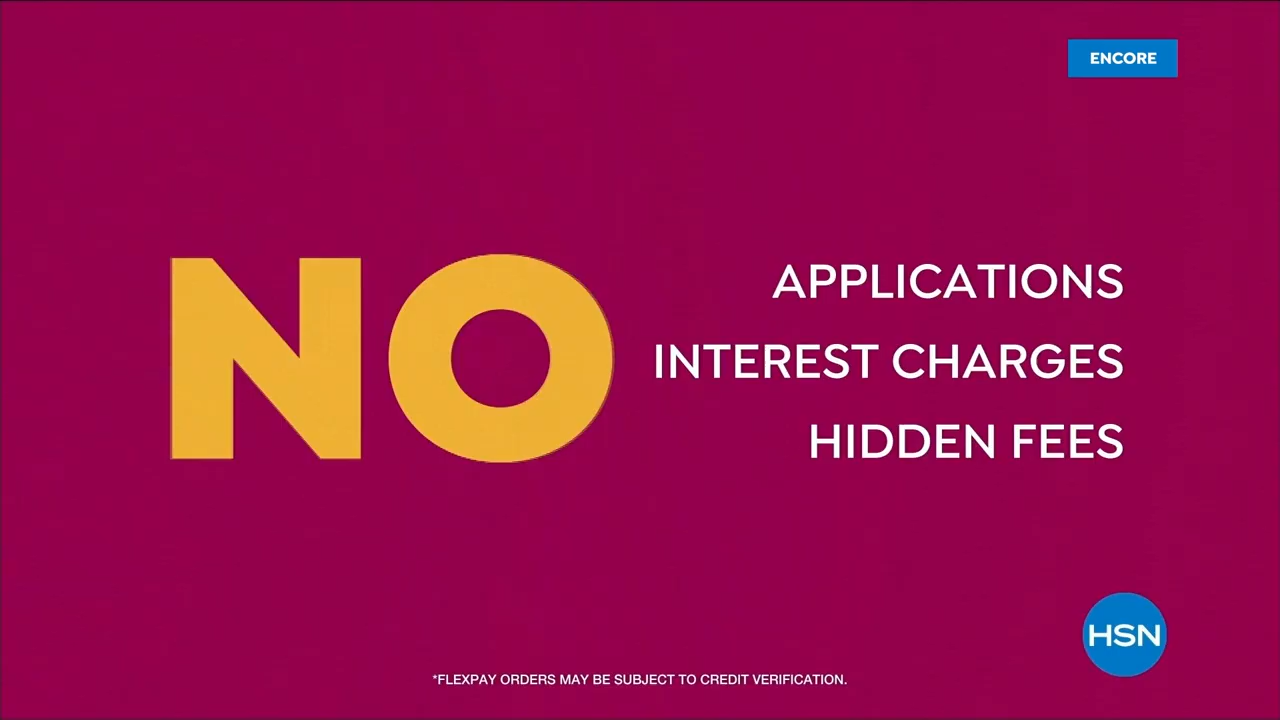 ENCORE
NO
APPLICATIONS
INTEREST CHARGES
HIDDEN FEES
HSN
*FLEXPAY ORDERS MAY BE SUBJECT TO CREDIT VERIFICATION.